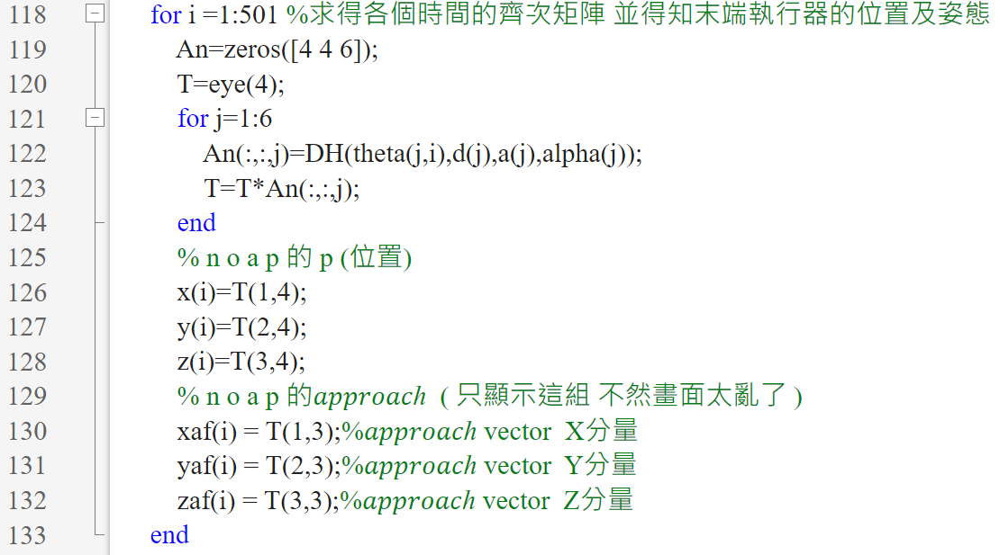 118 for i =1:501 %求得各個時間的齊次矩陣 並得知末端執行器的位置及姿態
119 An=zeros([4 4 6]);
120 T=eye(4);
121 for j=1:6
122 An(:,:,j)=DH(theta(j,i),d(j),a(j),alpha(j));
123 T=T*An(:,:,j);
124 end
125 % n o a p 的 p (位置)
126 x(i)=T(1,4);
127 y(i)=T(2,4);
128 z(i)=T(3,4);
129 % n o a p 的approach ( 只顯示這組 不然畫面太亂了 )
130 xaf(i) = T(1,3);%approach vector X分量
131 yaf(i) = T(2,3);%approach vector Y分量
132 zaf(i) = T(3,3);%approach vector Z分量
133 end